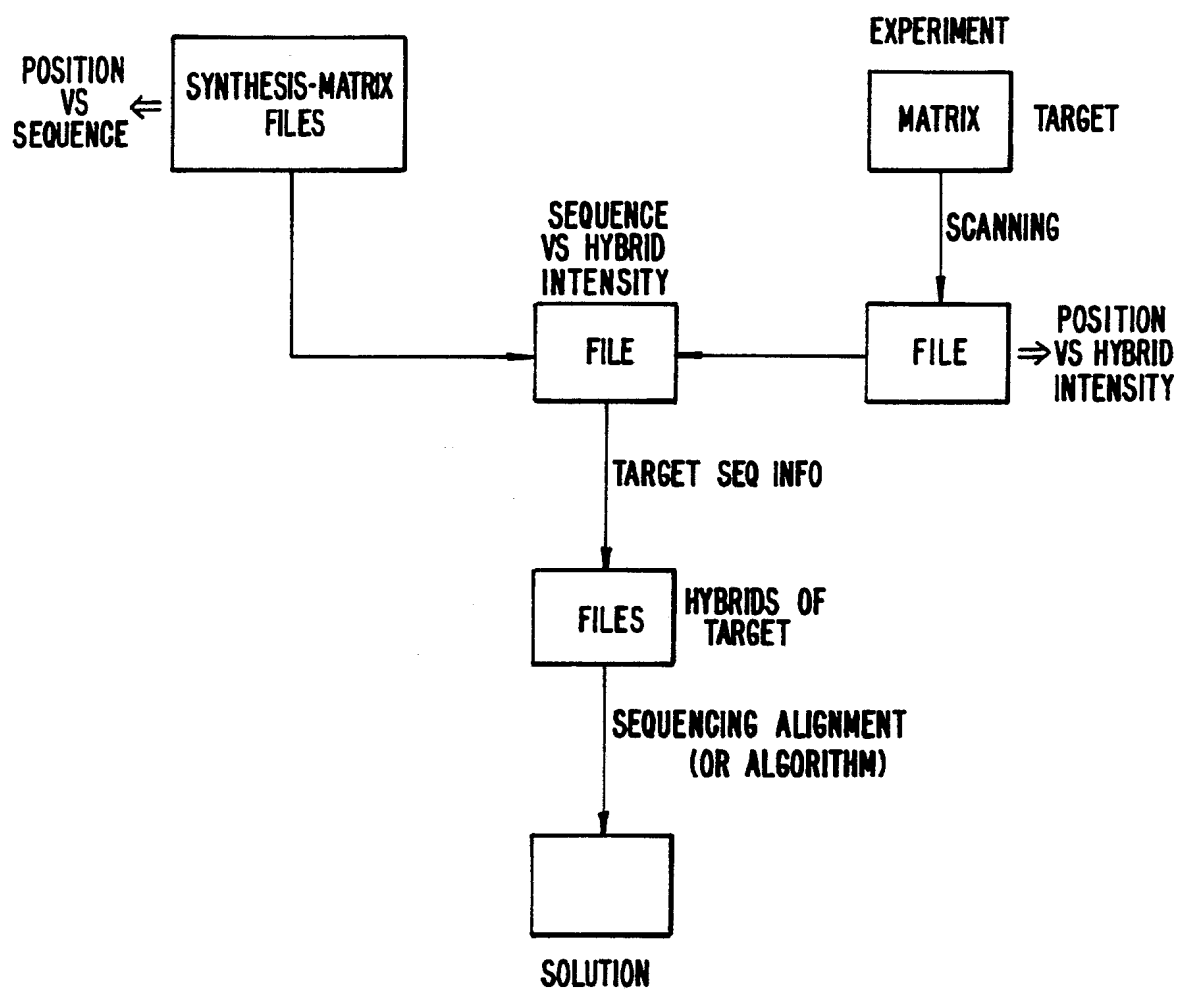 EXPERIMENT
POSITION
VS
SEQUENCE
⇐
SYNTHESIS-MATRIX
FILES
MATRIX
TARGET
SCANNING
SEQUENCE
VS HYBRID
INTENSITY
FILE
FILE
⇒
POSITION
VS HYBRID
INTENSITY
TARGET SEQ INFO
FILES
HYBRIDS OF
TARGET
SEQUENCING ALIGNMENT
(OR ALGORITHM)
SOLUTION